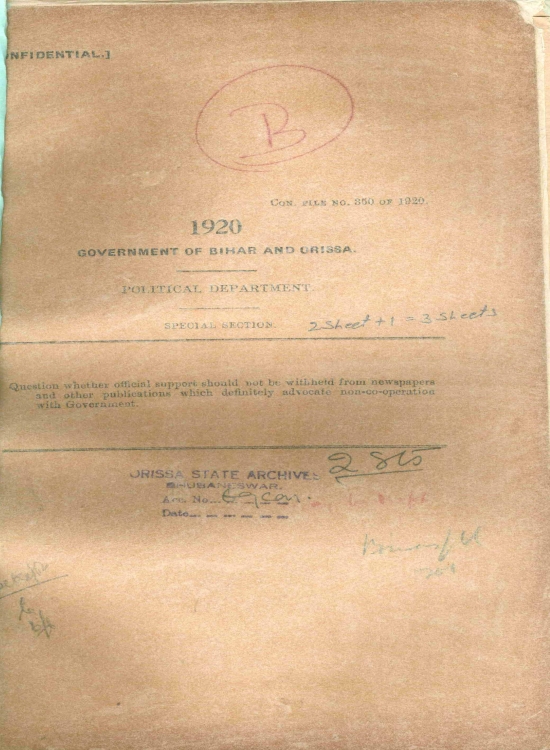 ONFIDENTIAL.]
B
CON. FILE NO. 350 OF 1920.
1920
GOVERNMENT OF BIHAR AND ORISSA.
POLITICAL DEPARTMENT.
SPECIAL SECTION.
2 Sheet + 1 = 3 Sheets
Question whether official support should not be withheld from newspapers
and other publications which definitely advocate non-co-operation
with Government.
ORISSA STATE ARCHIVES
BHUBANESWAR.
Acc. No.
Date